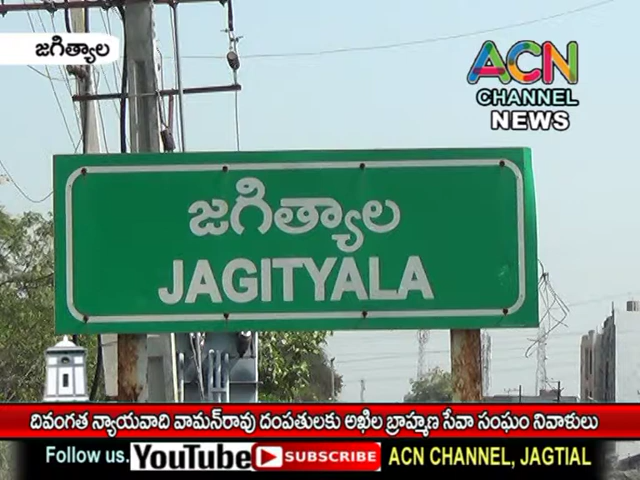 జగిత్యాల
ACN
CHANNEL
NEWS
జగిత్యాల
JAGITYALA
దివంగత న్యాయవాది వామన్‌రావు దంపతులకు అఖిల బ్రాహ్మణ సేవా సంఘం నివాళులు
Follow us. YouTube SUBSCRIBE ACN CHANNEL, JAGTIAL